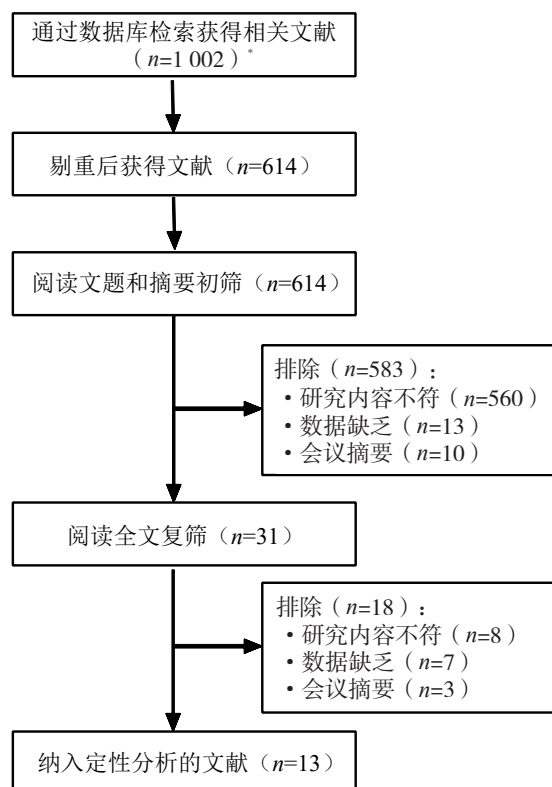 通过数据库检索获得相关文献
（n=1 002）*
剔重后获得文献（n=614）
阅读文题和摘要初筛（n=614）
排除（n=583）：
·研究内容不符（n=560）
·数据缺乏（n=13）
·会议摘要（n=10）
阅读全文复筛（n=31）
排除（n=18）：
·研究内容不符（n=8）
·数据缺乏（n=7）
·会议摘要（n=3）
纳入定性分析的文献（n=13）